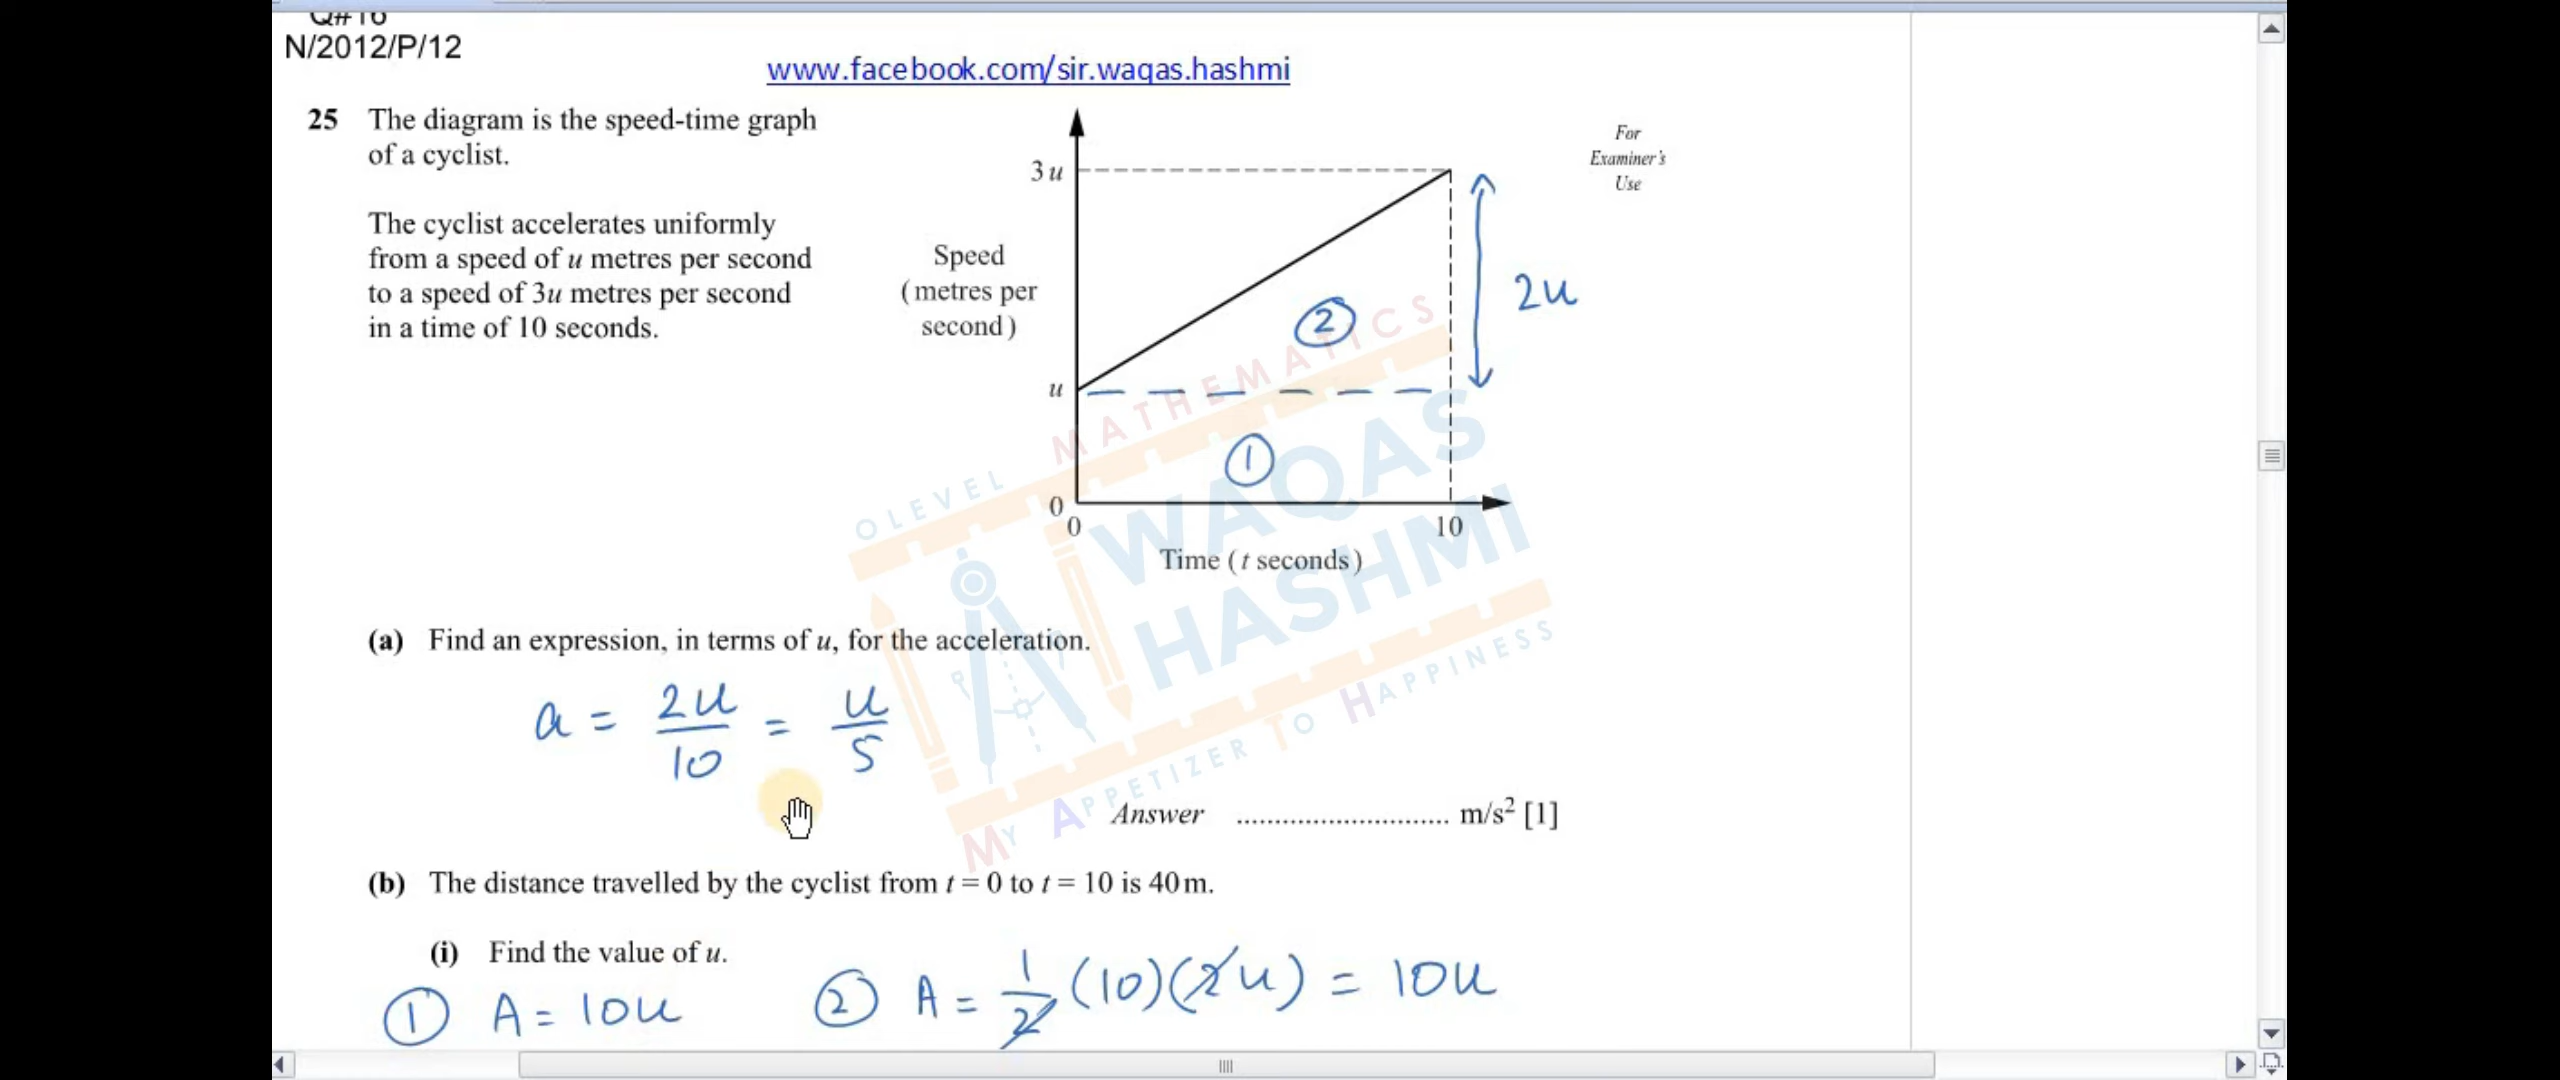 Q#16
N/2012/P/12
www.facebook.com/sir.waqas.hashmi
25 The diagram is the speed-time graph
of a cyclist.
The cyclist accelerates uniformly
from a speed of u metres per second
to a speed of 3u metres per second
in a time of 10 seconds.
For
Examiner's
Use
3u
Speed
(metres per
second)
2u
②
u
①
0
0 10
Time (t seconds)
OLEVEL MATHEMATICS
WAQAS
HASHMI
MY APPETIZER TO HAPPINESS
(a) Find an expression, in terms of u, for the acceleration.
a = 2u/10 = u/5
Answer ............................ m/s² [1]
(b) The distance travelled by the cyclist from t = 0 to t = 10 is 40 m.
(i) Find the value of u.
① A = 10u ② A = 1/2 (10)(2u) = 10u